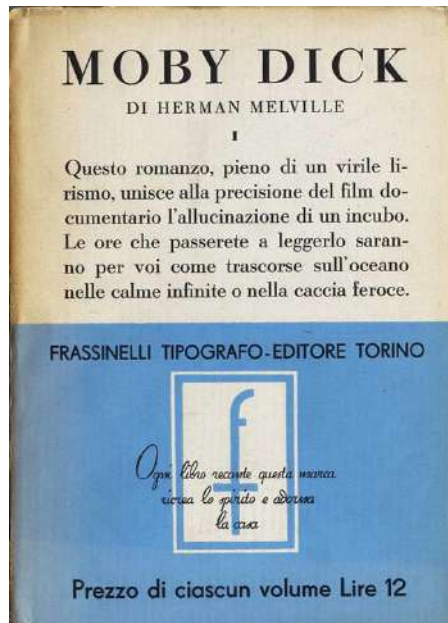 MOBY DICK
DI HERMAN MELVILLE
I
Questo romanzo, pieno di un virile li-
rismo, unisce alla precisione del film do-
cumentario l'allucinazione di un incubo.
Le ore che passerete a leggerlo saran-
no per voi come trascorse sull'oceano
nelle calme infinite o nella caccia feroce.
FRASSINELLI TIPOGRAFO-EDITORE TORINO
f
Ogni libro recante questa marca
ricrea lo spirito e adorna
la casa
Prezzo di ciascun volume Lire 12